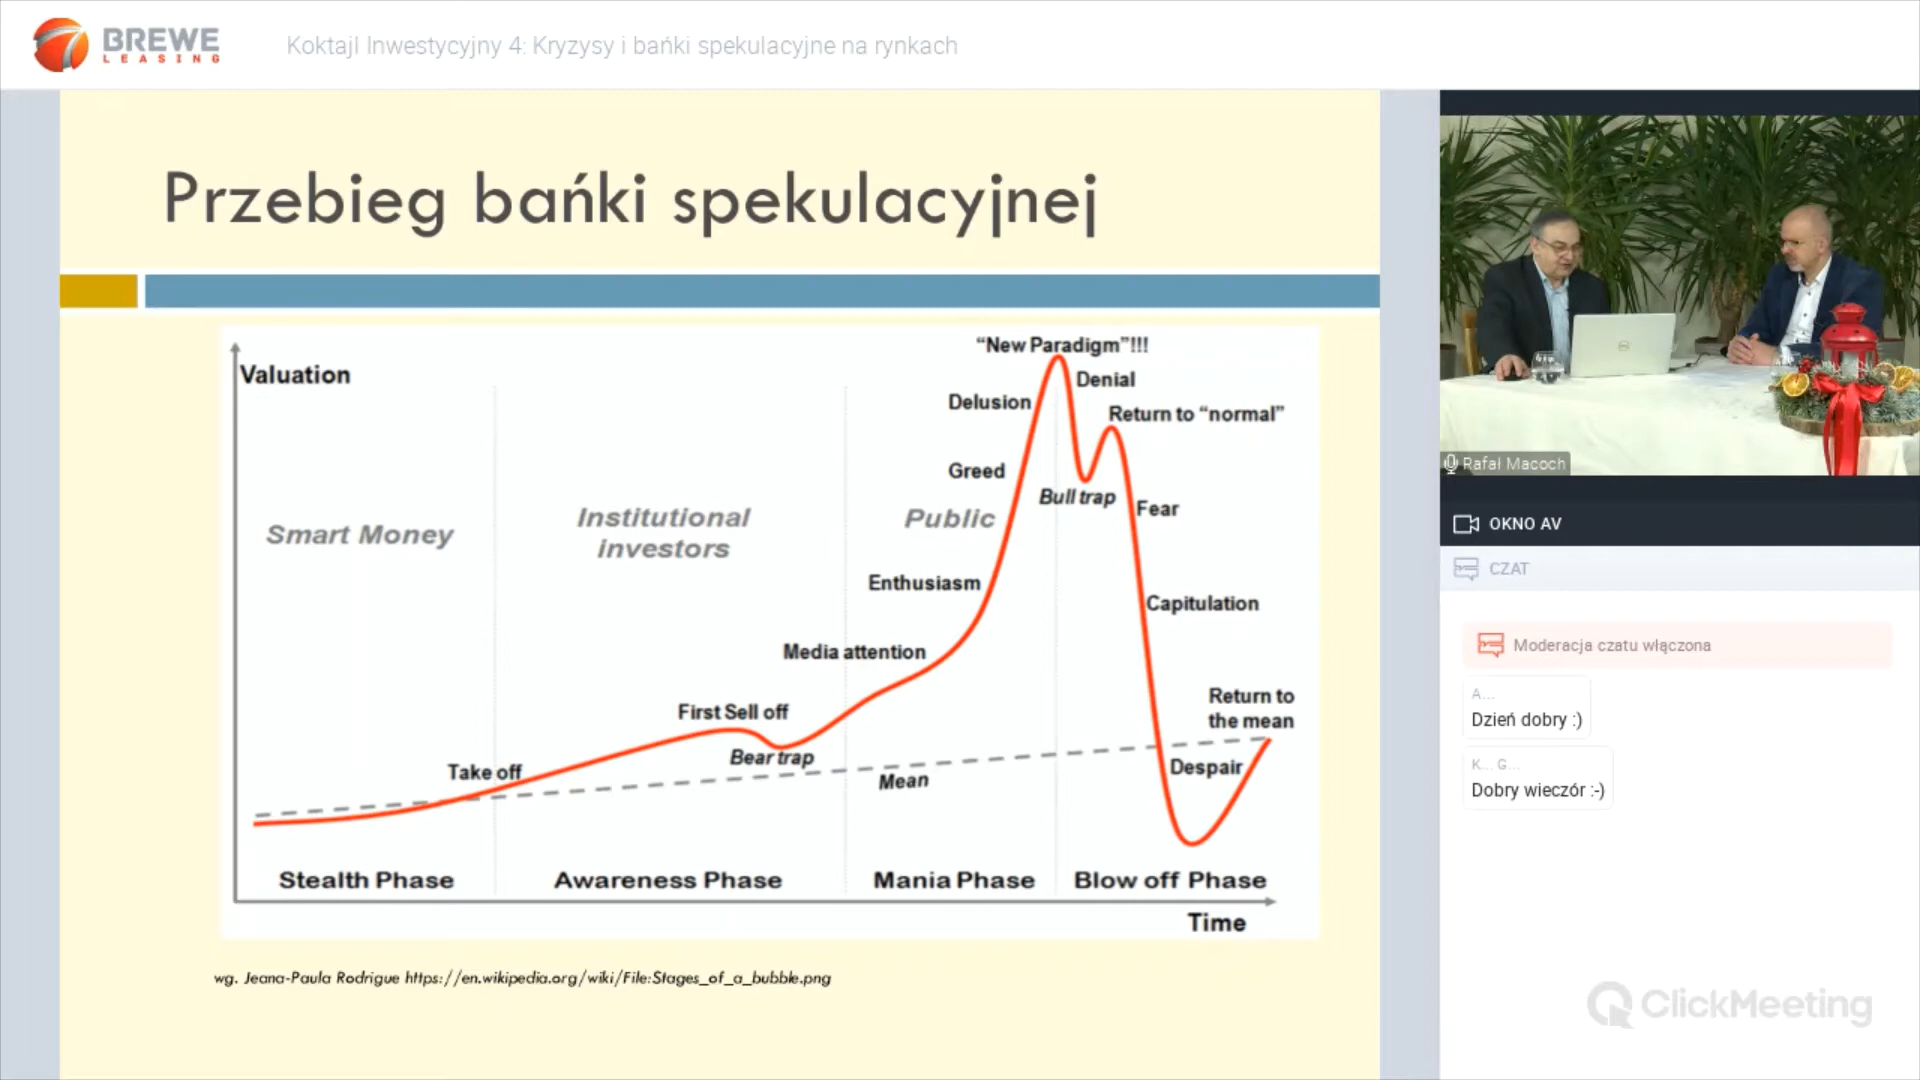 BREWE
LEASING
Koktajl Inwestycyjny 4: Kryzysy i bańki spekulacyjne na rynkach
Przebieg bańki spekulacyjnej
Valuation
“New Paradigm”!!!
Denial
Delusion
Return to “normal”
Greed
Bull trap
Fear
Smart Money
Institutional
investors
Public
Enthusiasm
Capitulation
Media attention
Return to
the mean
First Sell off
Bear trap
Take off
Mean
Despair
Stealth Phase
Awareness Phase
Mania Phase
Blow off Phase
Time
wg. Jeana-Paula Rodrigue https://en.wikipedia.org/wiki/File:Stages_of_a_bubble.png
Rafał Macoch
OKNO AV
CZAT
Moderacja czatu włączona
A...
Dzień dobry :)
K... G...
Dobry wieczór :-)
ClickMeeting